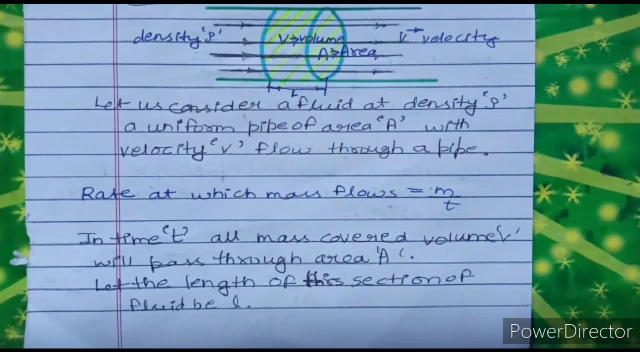 density 'ρ' V→volume V→velocity
A→Area
L
Let us consider a fluid at density 'ρ'
a uniform pipe of area 'A' with
velocity 'v' flow through a pipe.
Rate at which mass flows = m/t
In time 't' all mass covered volume 'v'
will pass through area 'A'.
Let the length of this section of
fluid be l.
PowerDirector